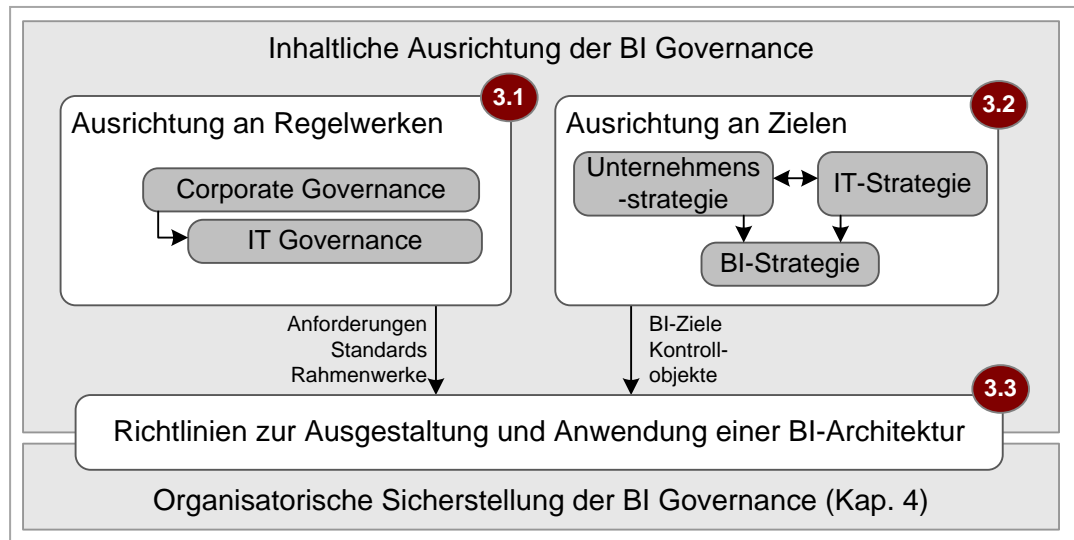 Inhaltliche Ausrichtung der BI Governance
3.1
Ausrichtung an Regelwerken
Corporate Governance
IT Governance
3.2
Ausrichtung an Zielen
Unternehmens
-strategie
IT-Strategie
BI-Strategie
Anforderungen
Standards
Rahmenwerke
BI-Ziele
Kontroll-
objekte
3.3
Richtlinien zur Ausgestaltung und Anwendung einer BI-Architektur
Organisatorische Sicherstellung der BI Governance (Kap. 4)